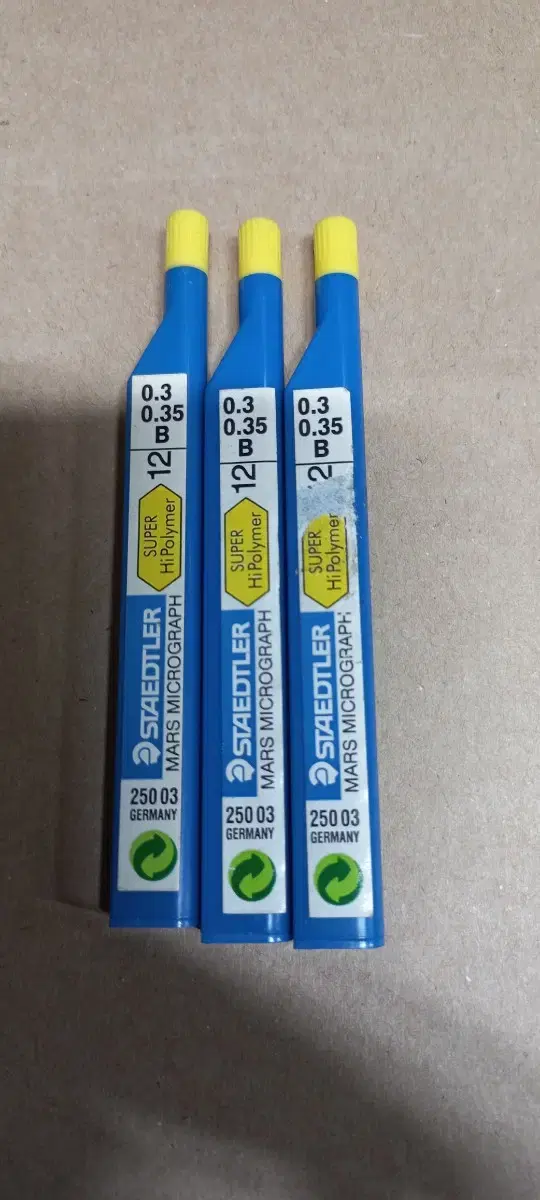 0.3
0.35
B
12
SUPER
HiPolymer
STAEDTLER
MARS MICROGRAPH
250 03
GERMANY
0.3
0.35
B
12
SUPER
HiPolymer
STAEDTLER
MARS MICROGRAPH
250 03
GERMANY
0.3
0.35
B
2
SUPER
HiPolymer
STAEDTLER
MARS MICROGRAPH
250 03
GERMANY